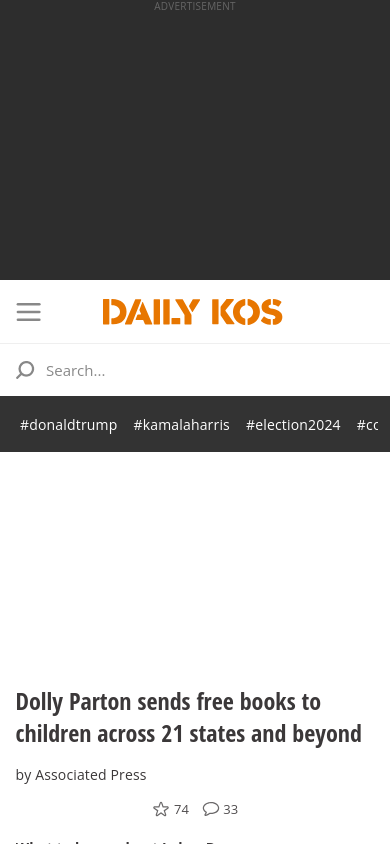 ADVERTISEMENT
DAILY KOS
Search...
#donaldtrump #kamalaharris #election2024
Dolly Parton sends free books to
children across 21 states and beyond
by Associated Press
74 33